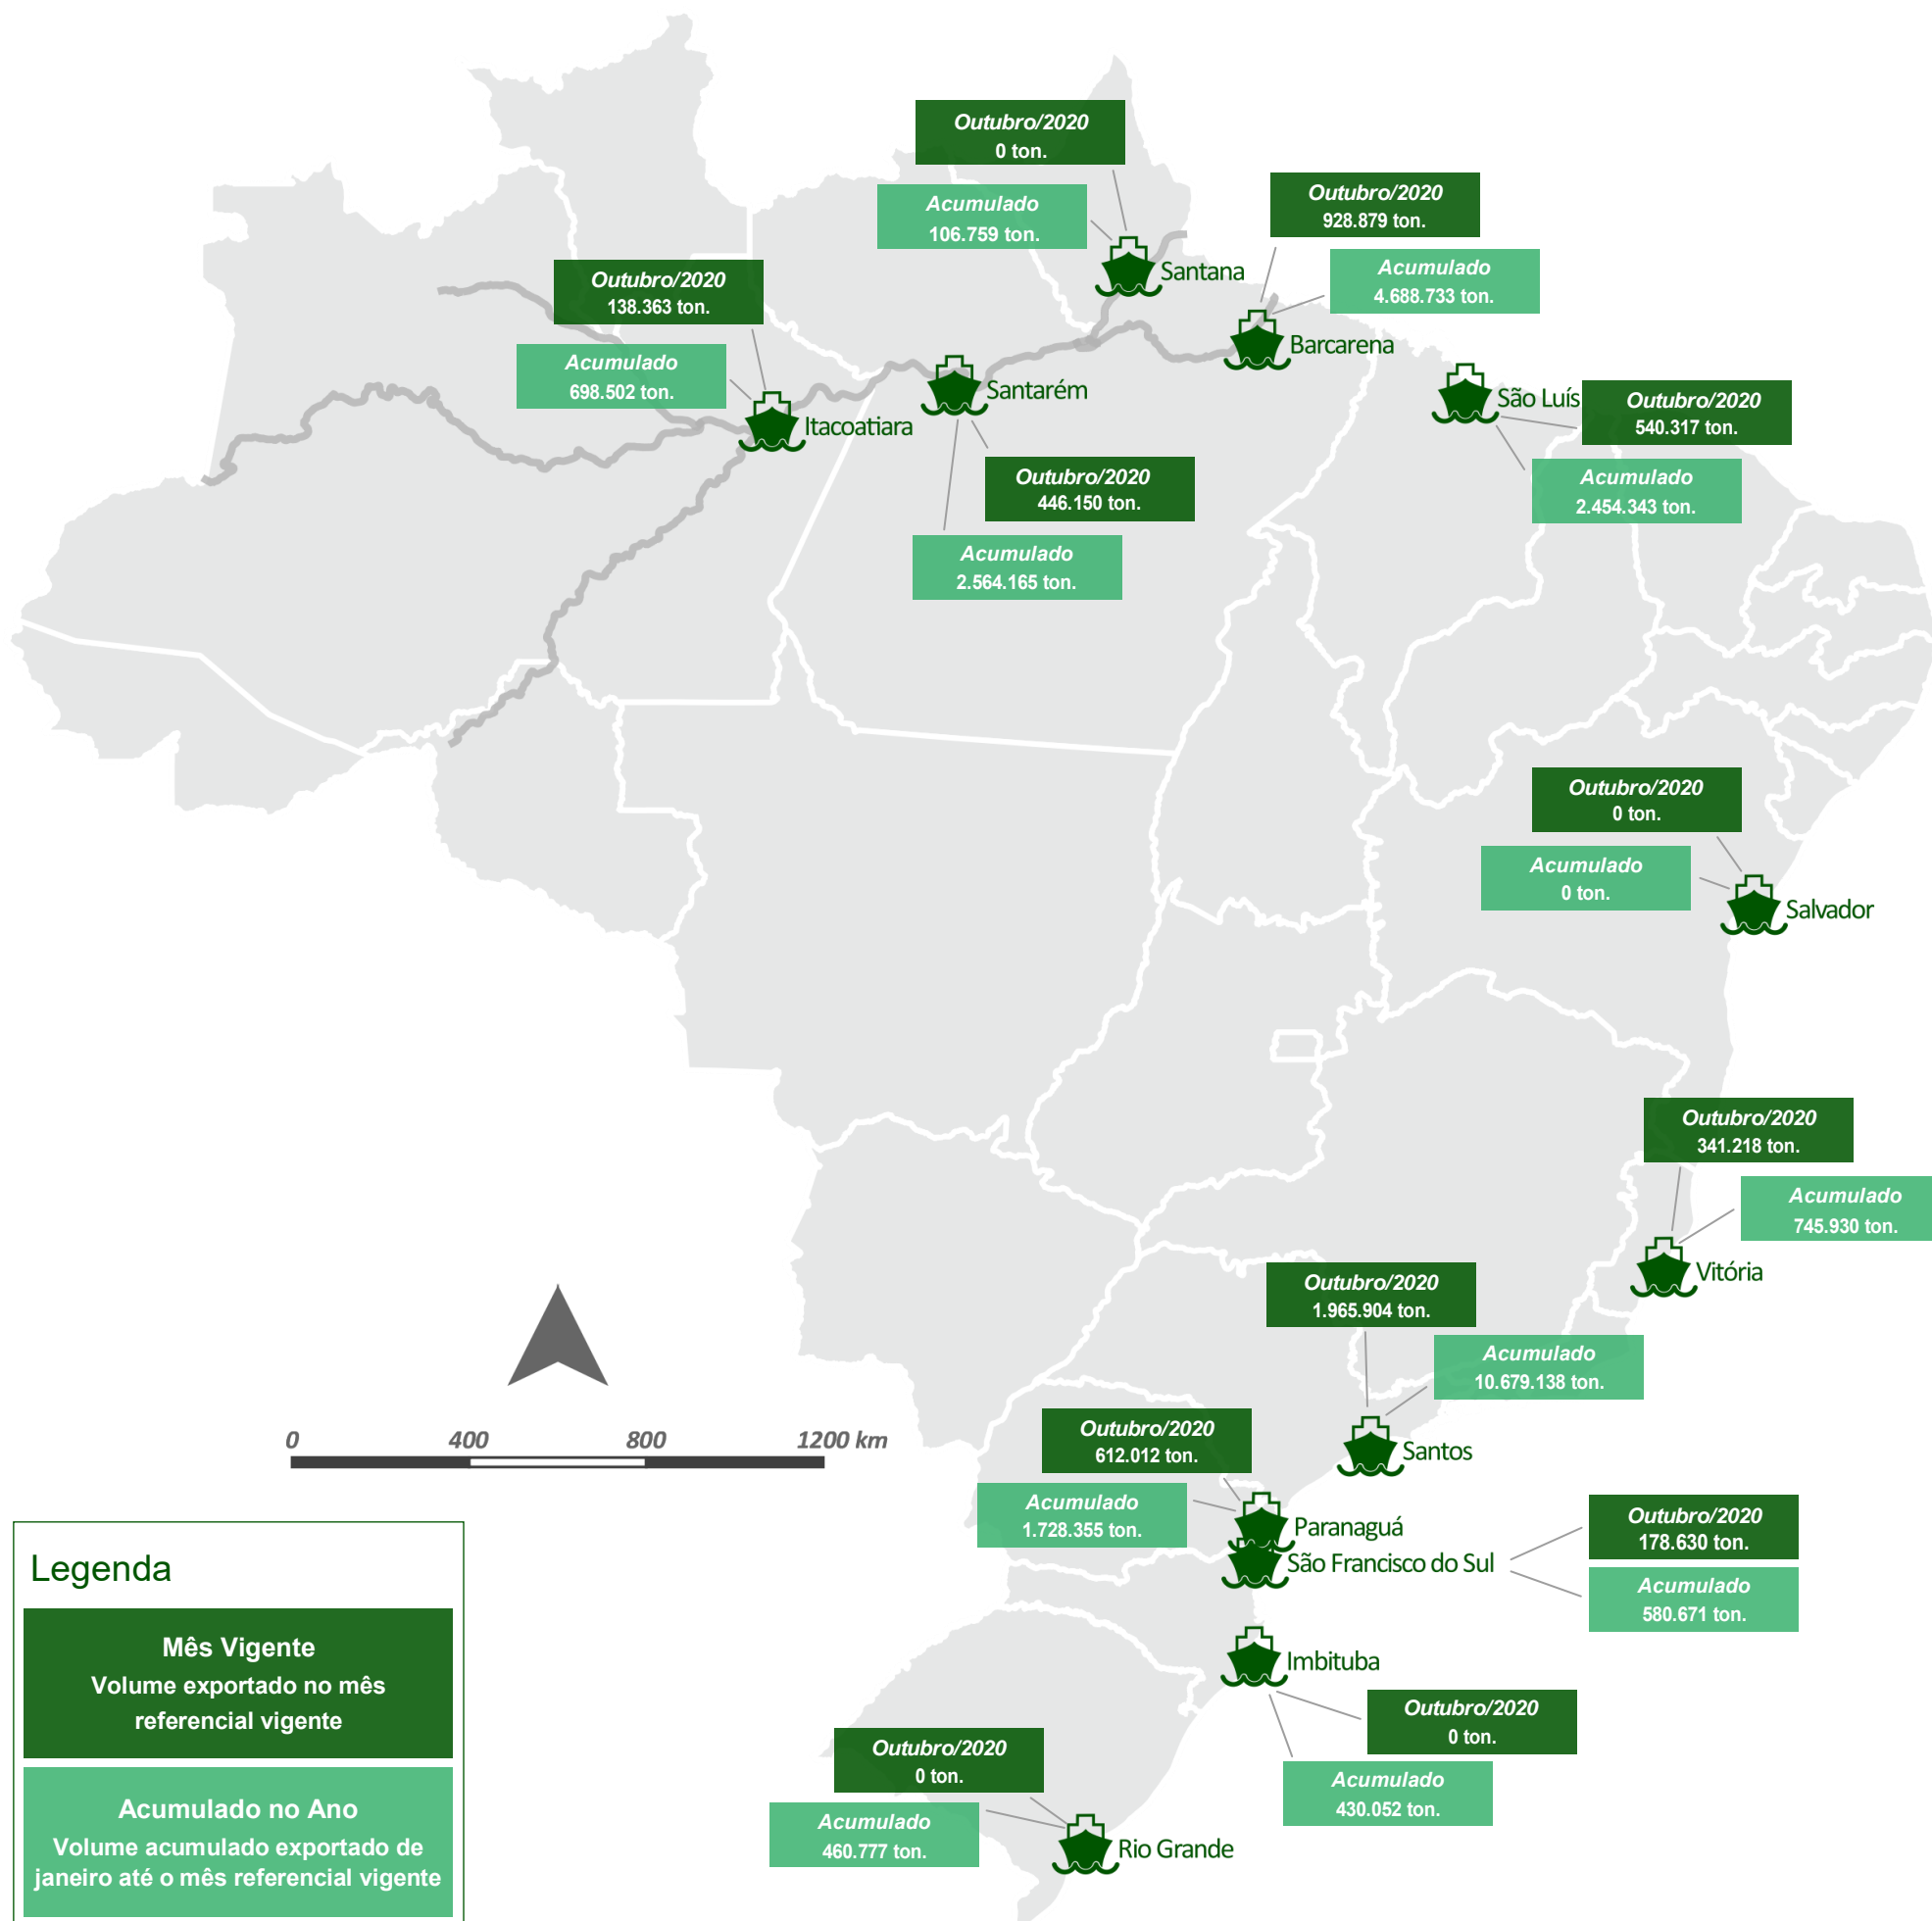 Outubro/2020
0 ton.
Acumulado
106.759 ton.
Santana
Outubro/2020
928.879 ton.
Acumulado
4.688.733 ton.
Barcarena
Outubro/2020
138.363 ton.
Acumulado
698.502 ton.
Itacoatiara
Santarém
Outubro/2020
446.150 ton.
Acumulado
2.564.165 ton.
São Luís
Outubro/2020
540.317 ton.
Acumulado
2.454.343 ton.
Outubro/2020
0 ton.
Acumulado
0 ton.
Salvador
Outubro/2020
341.218 ton.
Acumulado
745.930 ton.
Vitória
Outubro/2020
1.965.904 ton.
Acumulado
10.679.138 ton.
Santos
Outubro/2020
612.012 ton.
Acumulado
1.728.355 ton.
Paranaguá
São Francisco do Sul
Outubro/2020
178.630 ton.
Acumulado
580.671 ton.
Imbituba
Outubro/2020
0 ton.
Acumulado
430.052 ton.
Outubro/2020
0 ton.
Acumulado
460.777 ton.
Rio Grande
0 400 800 1200 km
Legenda
Mês Vigente
Volume exportado no mês
referencial vigente
Acumulado no Ano
Volume acumulado exportado de
janeiro até o mês referencial vigente